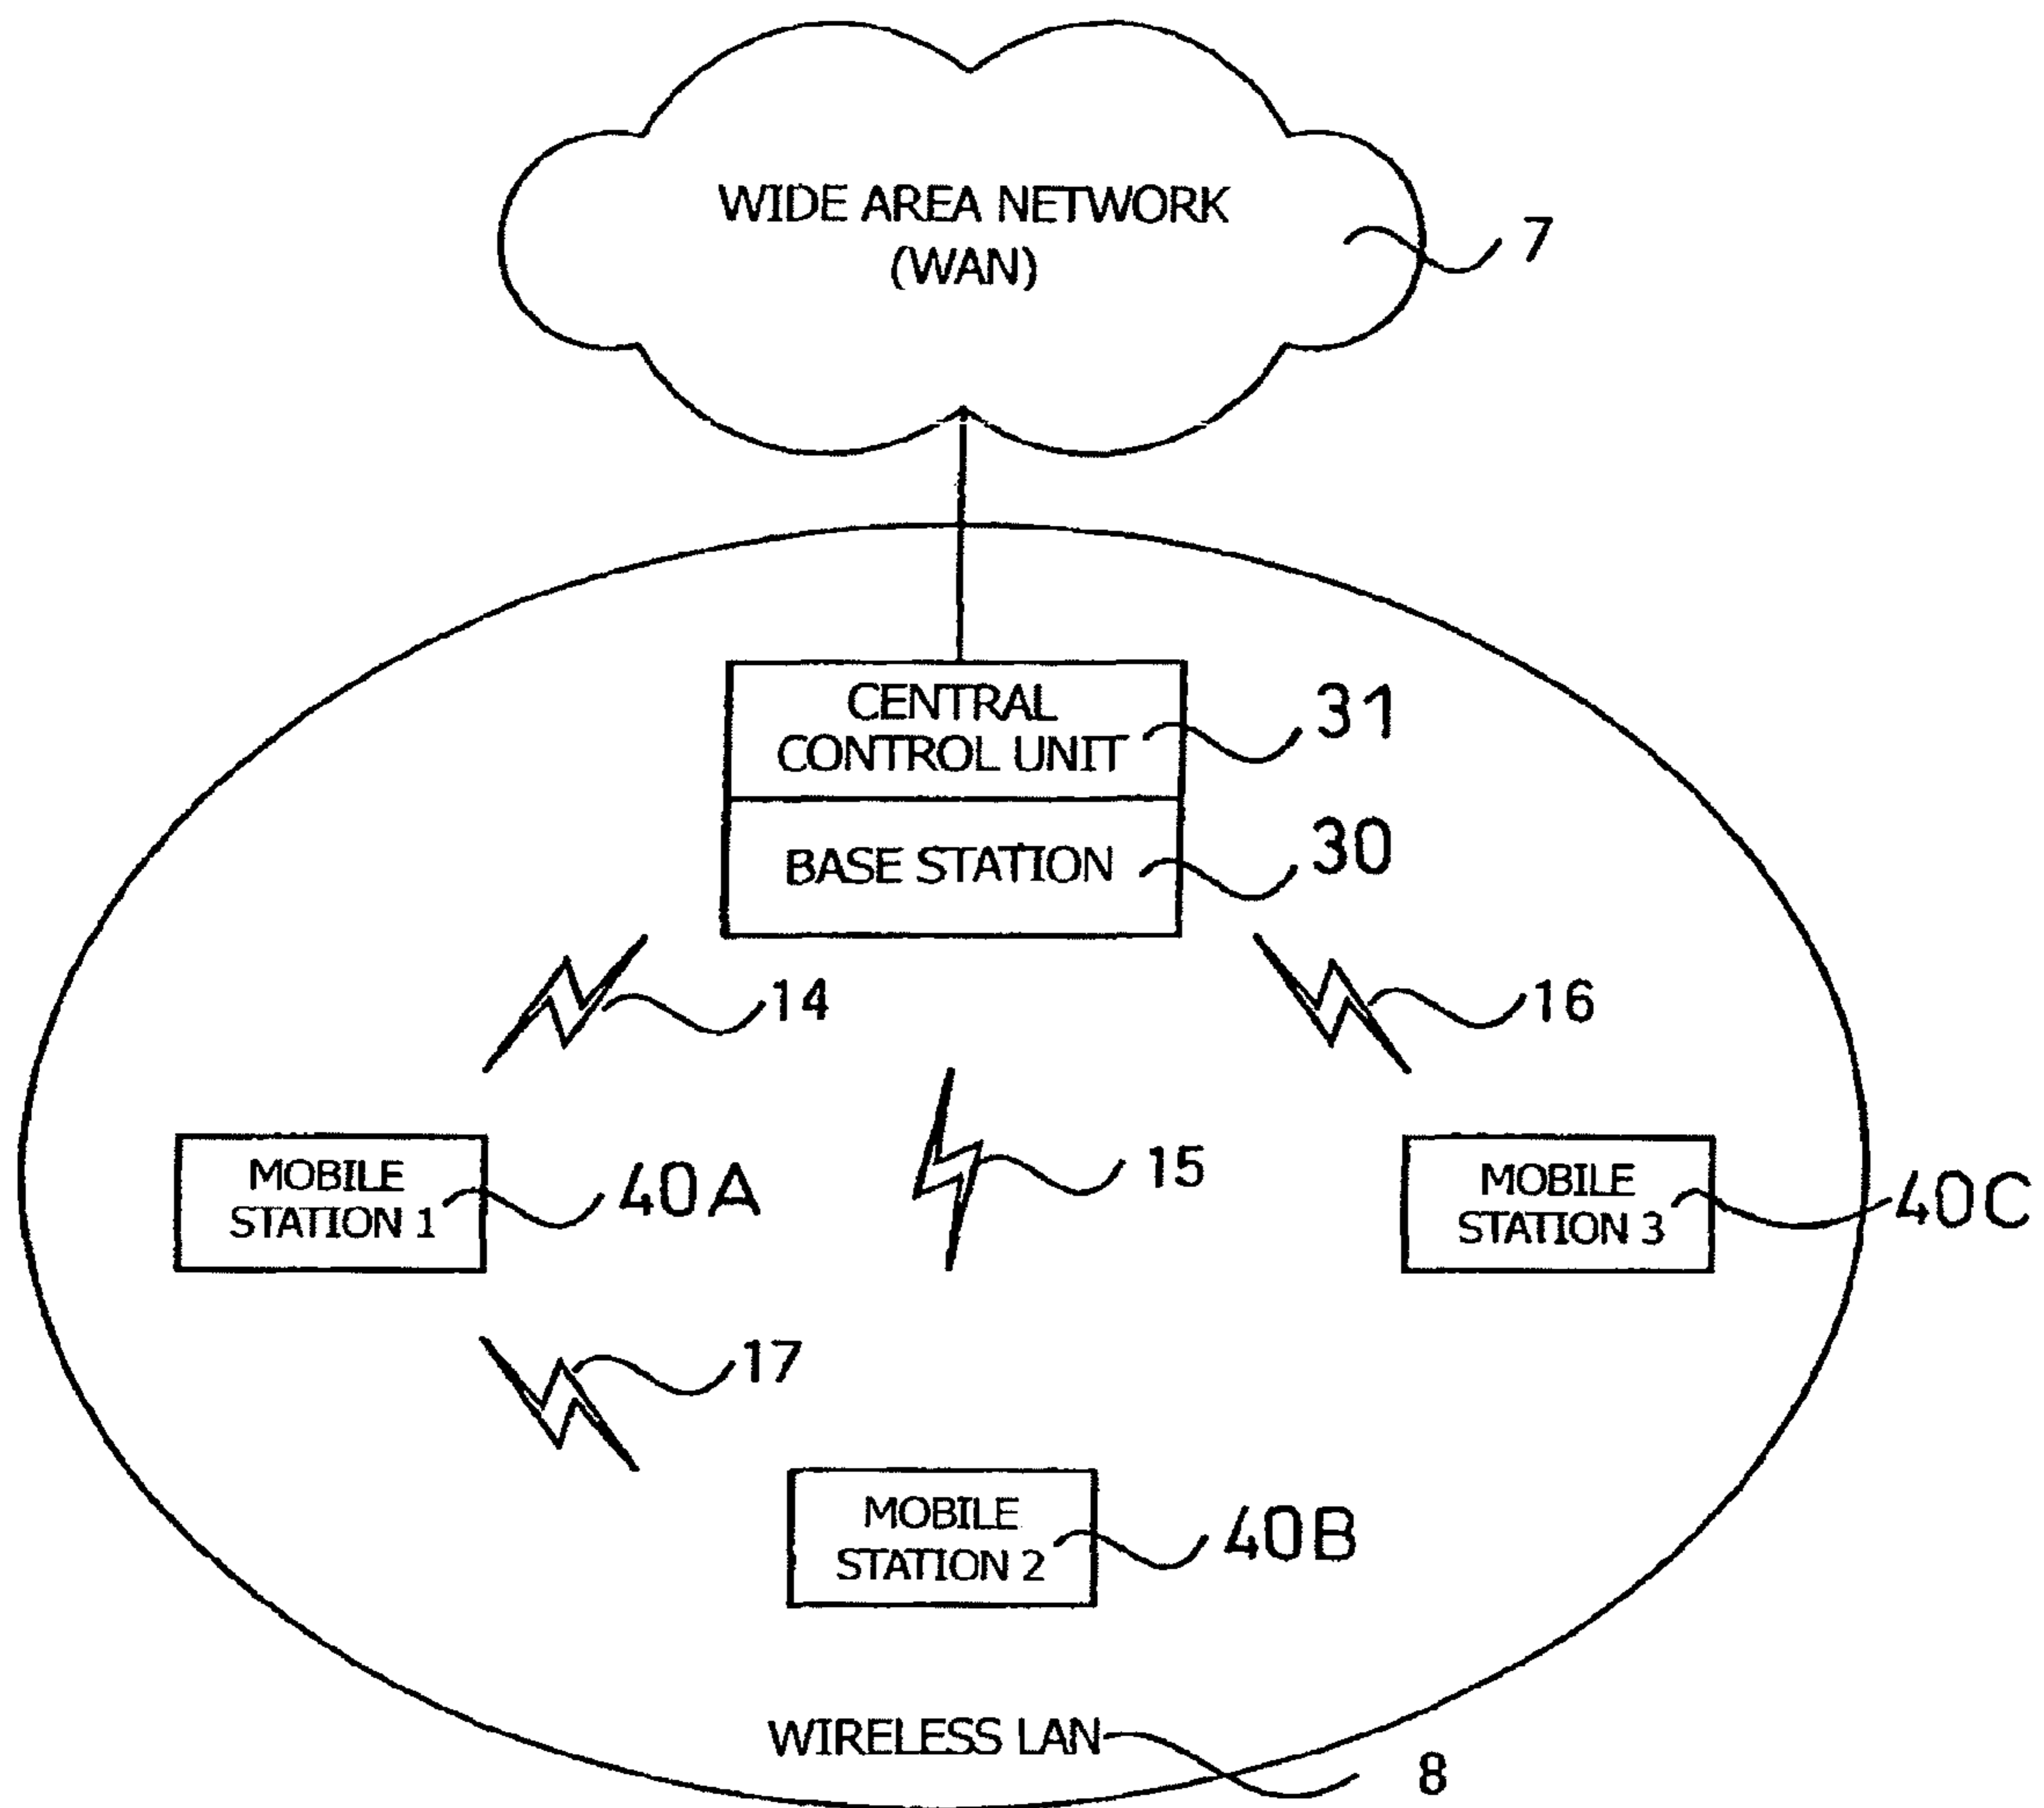 WIDE AREA NETWORK
(WAN)
7
CENTRAL
CONTROL UNIT
31
BASE STATION
30
14
16
15
MOBILE
STATION 1
40A
MOBILE
STATION 3
40C
17
MOBILE
STATION 2
40B
WIRELESS LAN
8